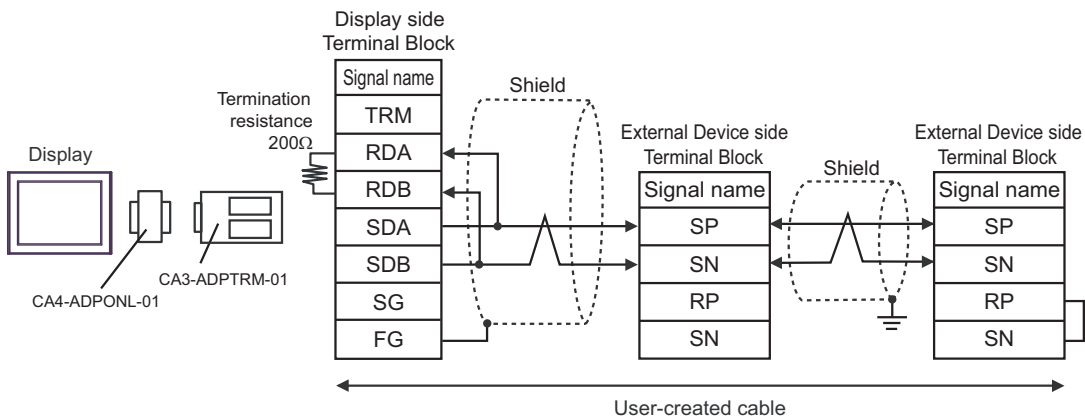 Display side
Terminal Block
Signal name
TRM
RDA
RDB
SDA
SDB
SG
FG
Termination
resistance
200Ω
Display
CA4-ADPONL-01
CA3-ADPTRM-01
Shield
External Device side
Terminal Block
Signal name
SP
SN
RP
SN
Shield
External Device side
Terminal Block
Signal name
SP
SN
RP
SN
User-created cable